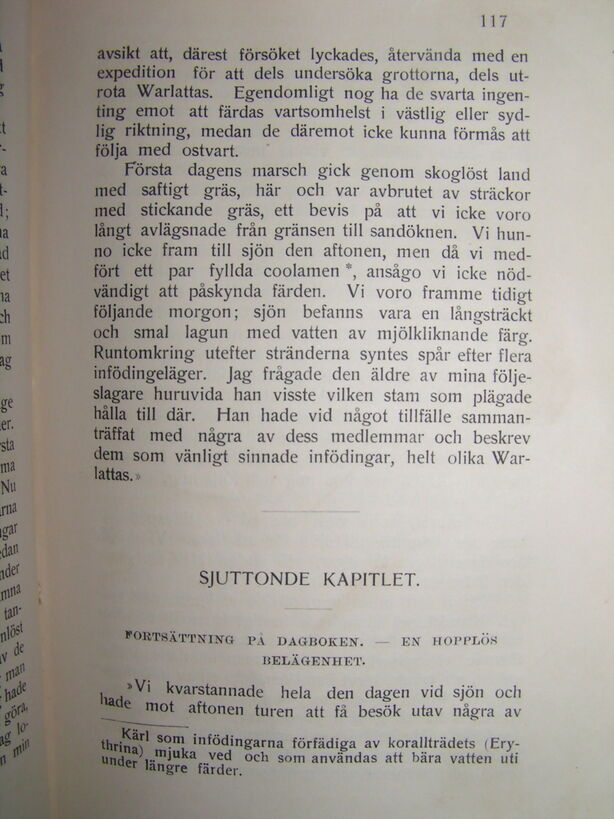 117
avsikt att, därest försöket lyckades, återvända med en
expedition för att dels undersöka grottorna, dels ut-
rota Warlattas. Egendomligt nog ha de svarta ingen-
ting emot att färdas vartsomhelst i västlig eller syd-
lig riktning, medan de däremot icke kunna förmås att
följa med ostvart.
Första dagens marsch gick genom skoglöst land
med saftigt gräs, här och var avbrutet av sträckor
med stickande gräs, ett bevis på att vi icke voro
långt avlägsnade från gränsen till sandöknen. Vi hun-
no icke fram till sjön den aftonen, men då vi med-
fört ett par fyllda coolamen *, ansågo vi icke nöd-
vändigt att påskynda färden. Vi voro framme tidigt
följande morgon; sjön befanns vara en långsträckt
och smal lagun med vatten av mjölkliknande färg.
Runtomkring utefter stränderna syntes spår efter flera
infödingeläger. Jag frågade den äldre av mina följe-
slagare huruvida han visste vilken stam som plägade
hålla till där. Han hade vid något tillfälle samman-
träffat med några av dess medlemmar och beskrev
dem som vänligt sinnade infödingar, helt olika War-
lattas.»
SJUTTONDE KAPITLET.
FORTSÄTTNING PÅ DAGBOKEN. — EN HOPPLÖS
BELÄGENHET.
»Vi kvarstannade hela den dagen vid sjön och
hade mot aftonen turen att få besök utav några av
Kärl som infödingarna förfädiga av korallträdets (Ery-
thrina) mjuka ved och som användas att bära vatten uti
under längre färder.